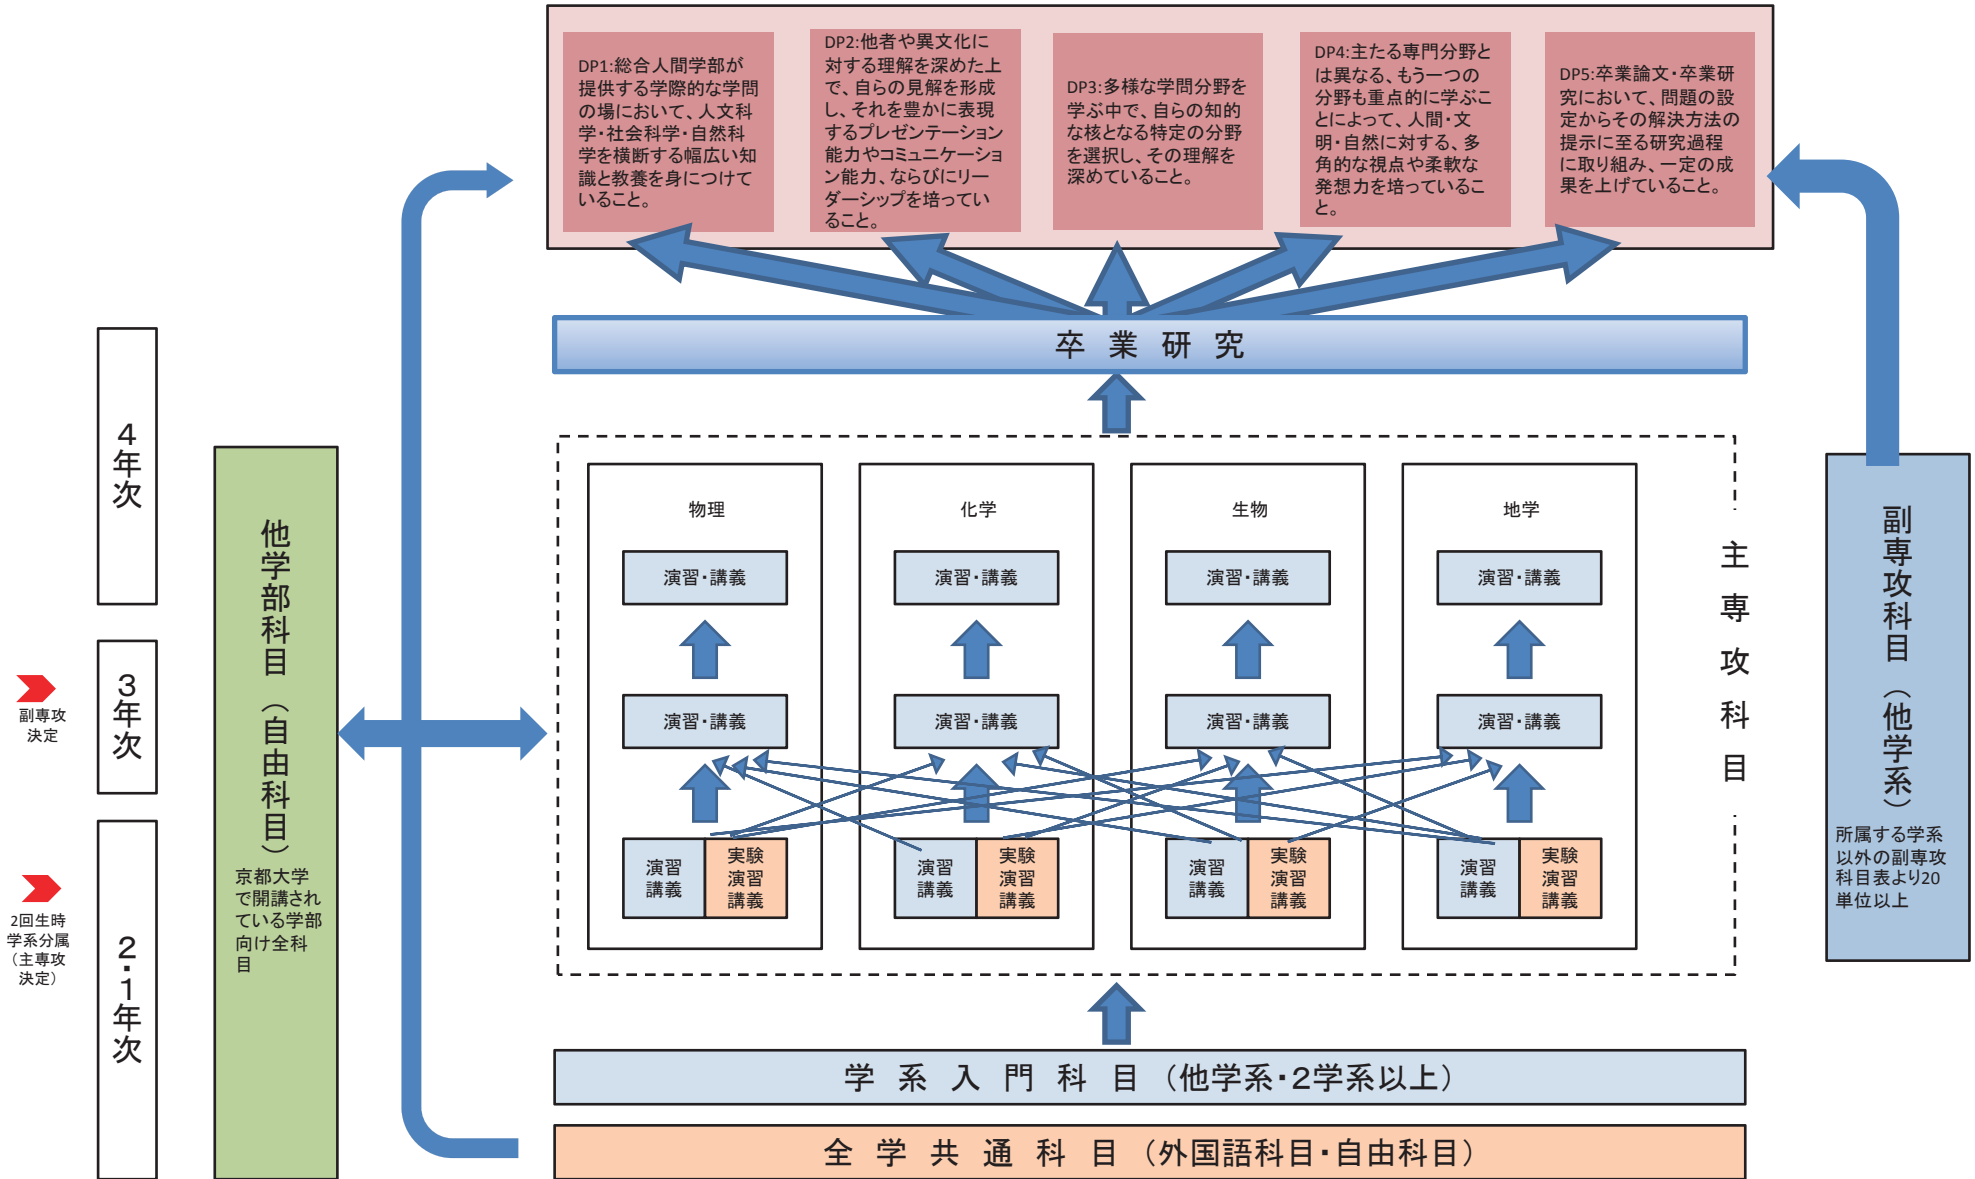 DP1:総合人間学部が
提供する学際的な学問
の場において、人文科
学・社会科学・自然科
学を横断する幅広い知
識と教養を身につけて
いること。
DP2:他者や異文化に
対する理解を深めた上
で、自らの見解を形成
し、それを豊かに表現
するプレゼンテーション
能力やコミュニケーショ
ン能力、ならびにリー
ダーシップを培ってい
ること。
DP3:多様な学問分野を
学ぶ中で、自らの知的
な核となる特定の分野
を選択し、その理解を
深めていること。
DP4:主たる専門分野と
は異なる、もう一つの
分野も重点的に学ぶこ
とによって、人間・文
明・自然に対する、多
角的な視点や柔軟な
発想力を培っているこ
と。
DP5:卒業論文・卒業研
究において、問題の設
定からその解決方法の
提示に至る研究過程
に取り組み、一定の成
果を上げていること。
卒業研究
4年次
3年次
2・1年次
副専攻
決定
2回生時
学系分属
(主専攻
決定)
他学部科目(自由科目)
京都大学
で開講され
ている学部
向け全科
目
物理
演習・講義
演習・講義
演習
講義
実験
演習
講義
化学
演習・講義
演習・講義
演習
講義
実験
演習
講義
生物
演習・講義
演習・講義
演習
講義
実験
演習
講義
地学
演習・講義
演習・講義
演習
講義
実験
演習
講義
主専攻科目
副専攻科目(他学系)
所属する学系
以外の副専攻
科目表より20
単位以上
学系入門科目(他学系・2学系以上)
全学共通科目(外国語科目・自由科目)